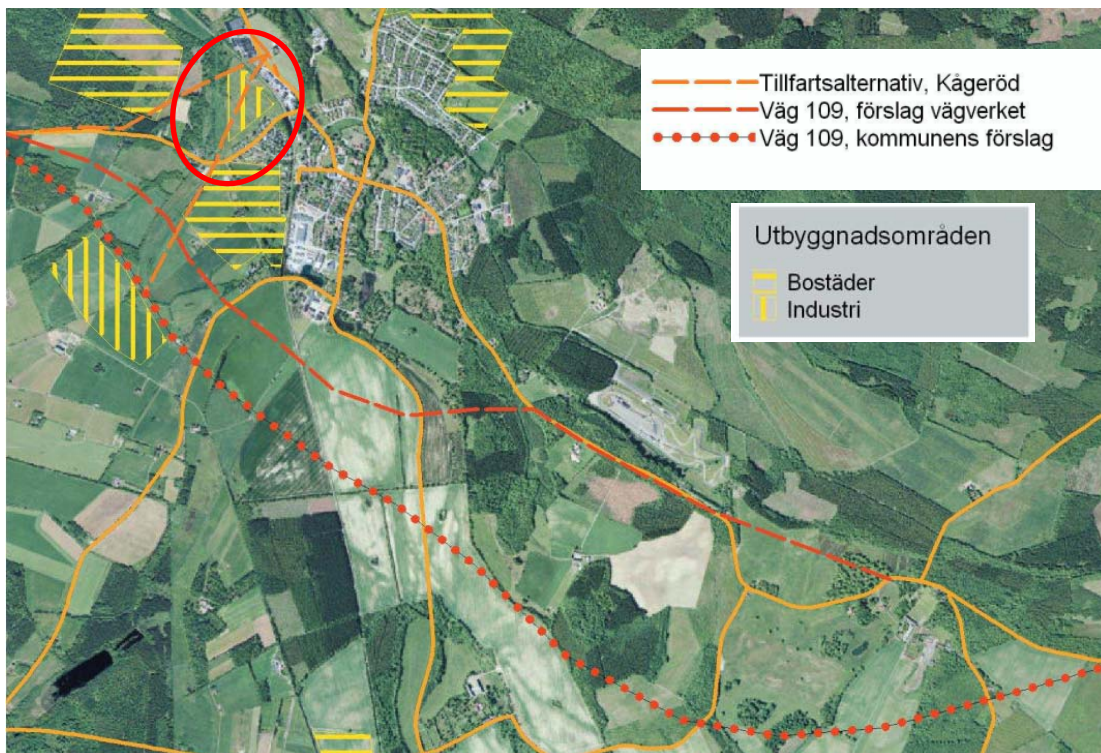 Tillfartsalternativ, Kågeröd
Väg 109, förslag vägverket
Väg 109, kommunens förslag
Utbyggnadsområden
Bostäder
Industri